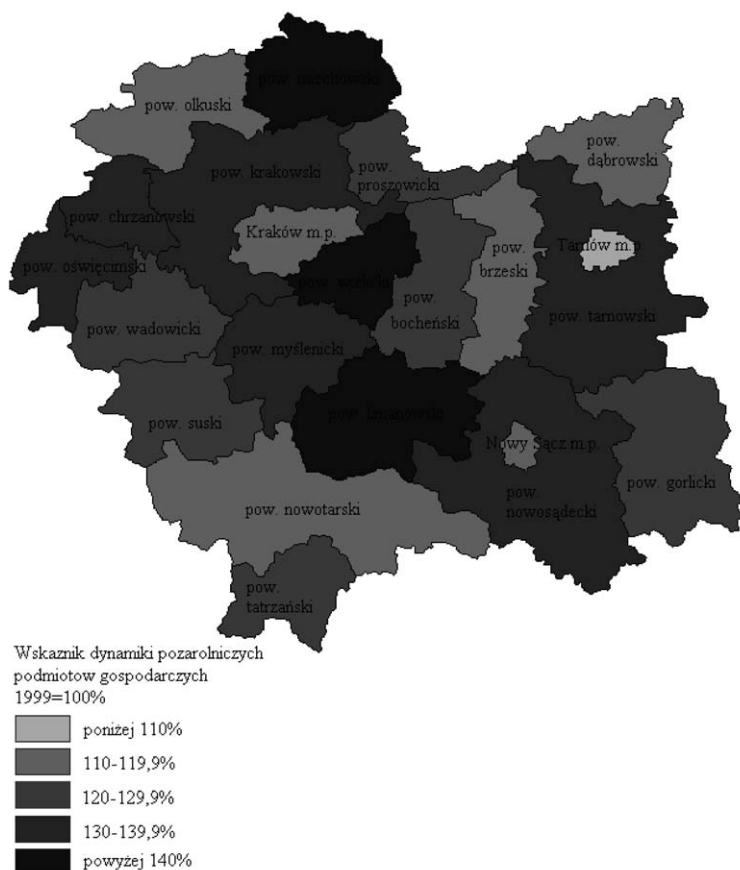 pow. miechowski
pow. olkuski
pow.
dąbrowski
pow. krakowski
pow.
proszowicki
pow. chrzanowski
Kraków m.p.
Tarnów m.p.
pow.
brzeski
pow. oświęcimski
pow. wielicki
pow.
bocheński
pow. tarnowski
pow. wadowicki
pow. myślenicki
pow. limanowski
pow. suski
Nowy Sącz m.p.
pow. gorlicki
pow.
nowosądecki
pow. nowotarski
pow.
tatrzański
Wskaznik dynamiki pozarolniczych
podmiotow gospodarczych
1999=100%
poniżej 110%
110-119,9%
120-129,9%
130-139,9%
powyżej 140%